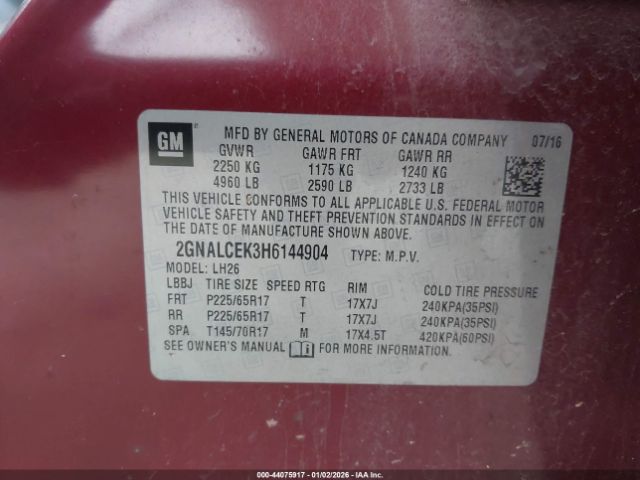 GM
MFD BY GENERAL MOTORS OF CANADA COMPANY 07/16
GVWR GAWR FRT GAWR RR
2250 KG 1175 KG 1240 KG
4960 LB 2590 LB 2733 LB
THIS VEHICLE CONFORMS TO ALL APPLICABLE U.S. FEDERAL MOTOR
VEHICLE SAFETY AND THEFT PREVENTION STANDARDS IN EFFECT ON
THE DATE OF MANUFACTURE SHOWN ABOVE.
2GNALCEK3H6144904 TYPE: M.P.V.
MODEL: LH26
LBBJ TIRE SIZE SPEED RTG RIM COLD TIRE PRESSURE
FRT P225/65R17 T 17X7J 240KPA(35PSI)
RR P225/65R17 T 17X7J 240KPA(35PSI)
SPA T145/70R17 M 17X4.5T 420KPA(60PSI)
SEE OWNER'S MANUAL FOR MORE INFORMATION.
000-44075917 - 01/02/2026 - IAAI, Inc.